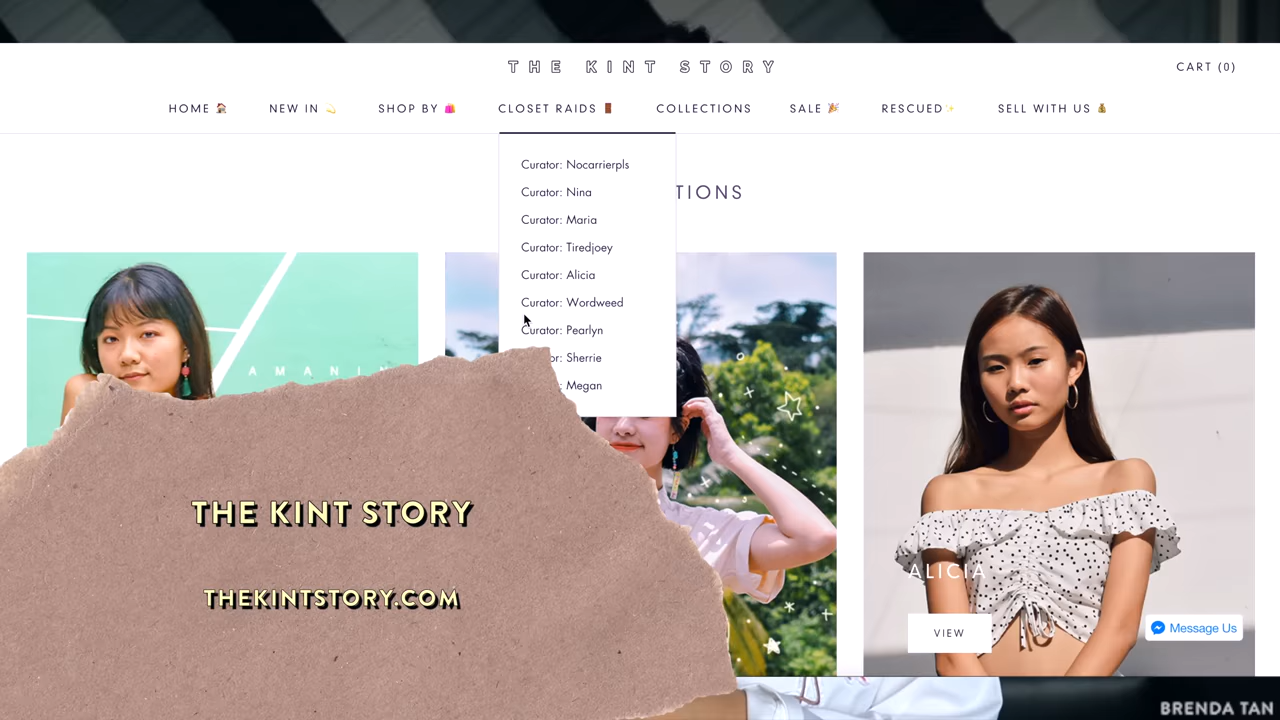 THE KINT STORY
CART (0)
HOME 🏠 NEW IN 💫 SHOP BY 🛍️ CLOSET RAIDS 🚪 COLLECTIONS SALE 🎉 RESCUED✨ SELL WITH US 💰
Curator: Nocarrierpls
Curator: Nina
TIONS
Curator: Maria
Curator: Tiredjoey
Curator: Alicia
Curator: Wordweed
Curator: Pearlyn
or: Sherrie
Megan
AMANI
ALICIA
VIEW
Message Us
THE KINT STORY
THEKINTSTORY.COM
BRENDA TAN